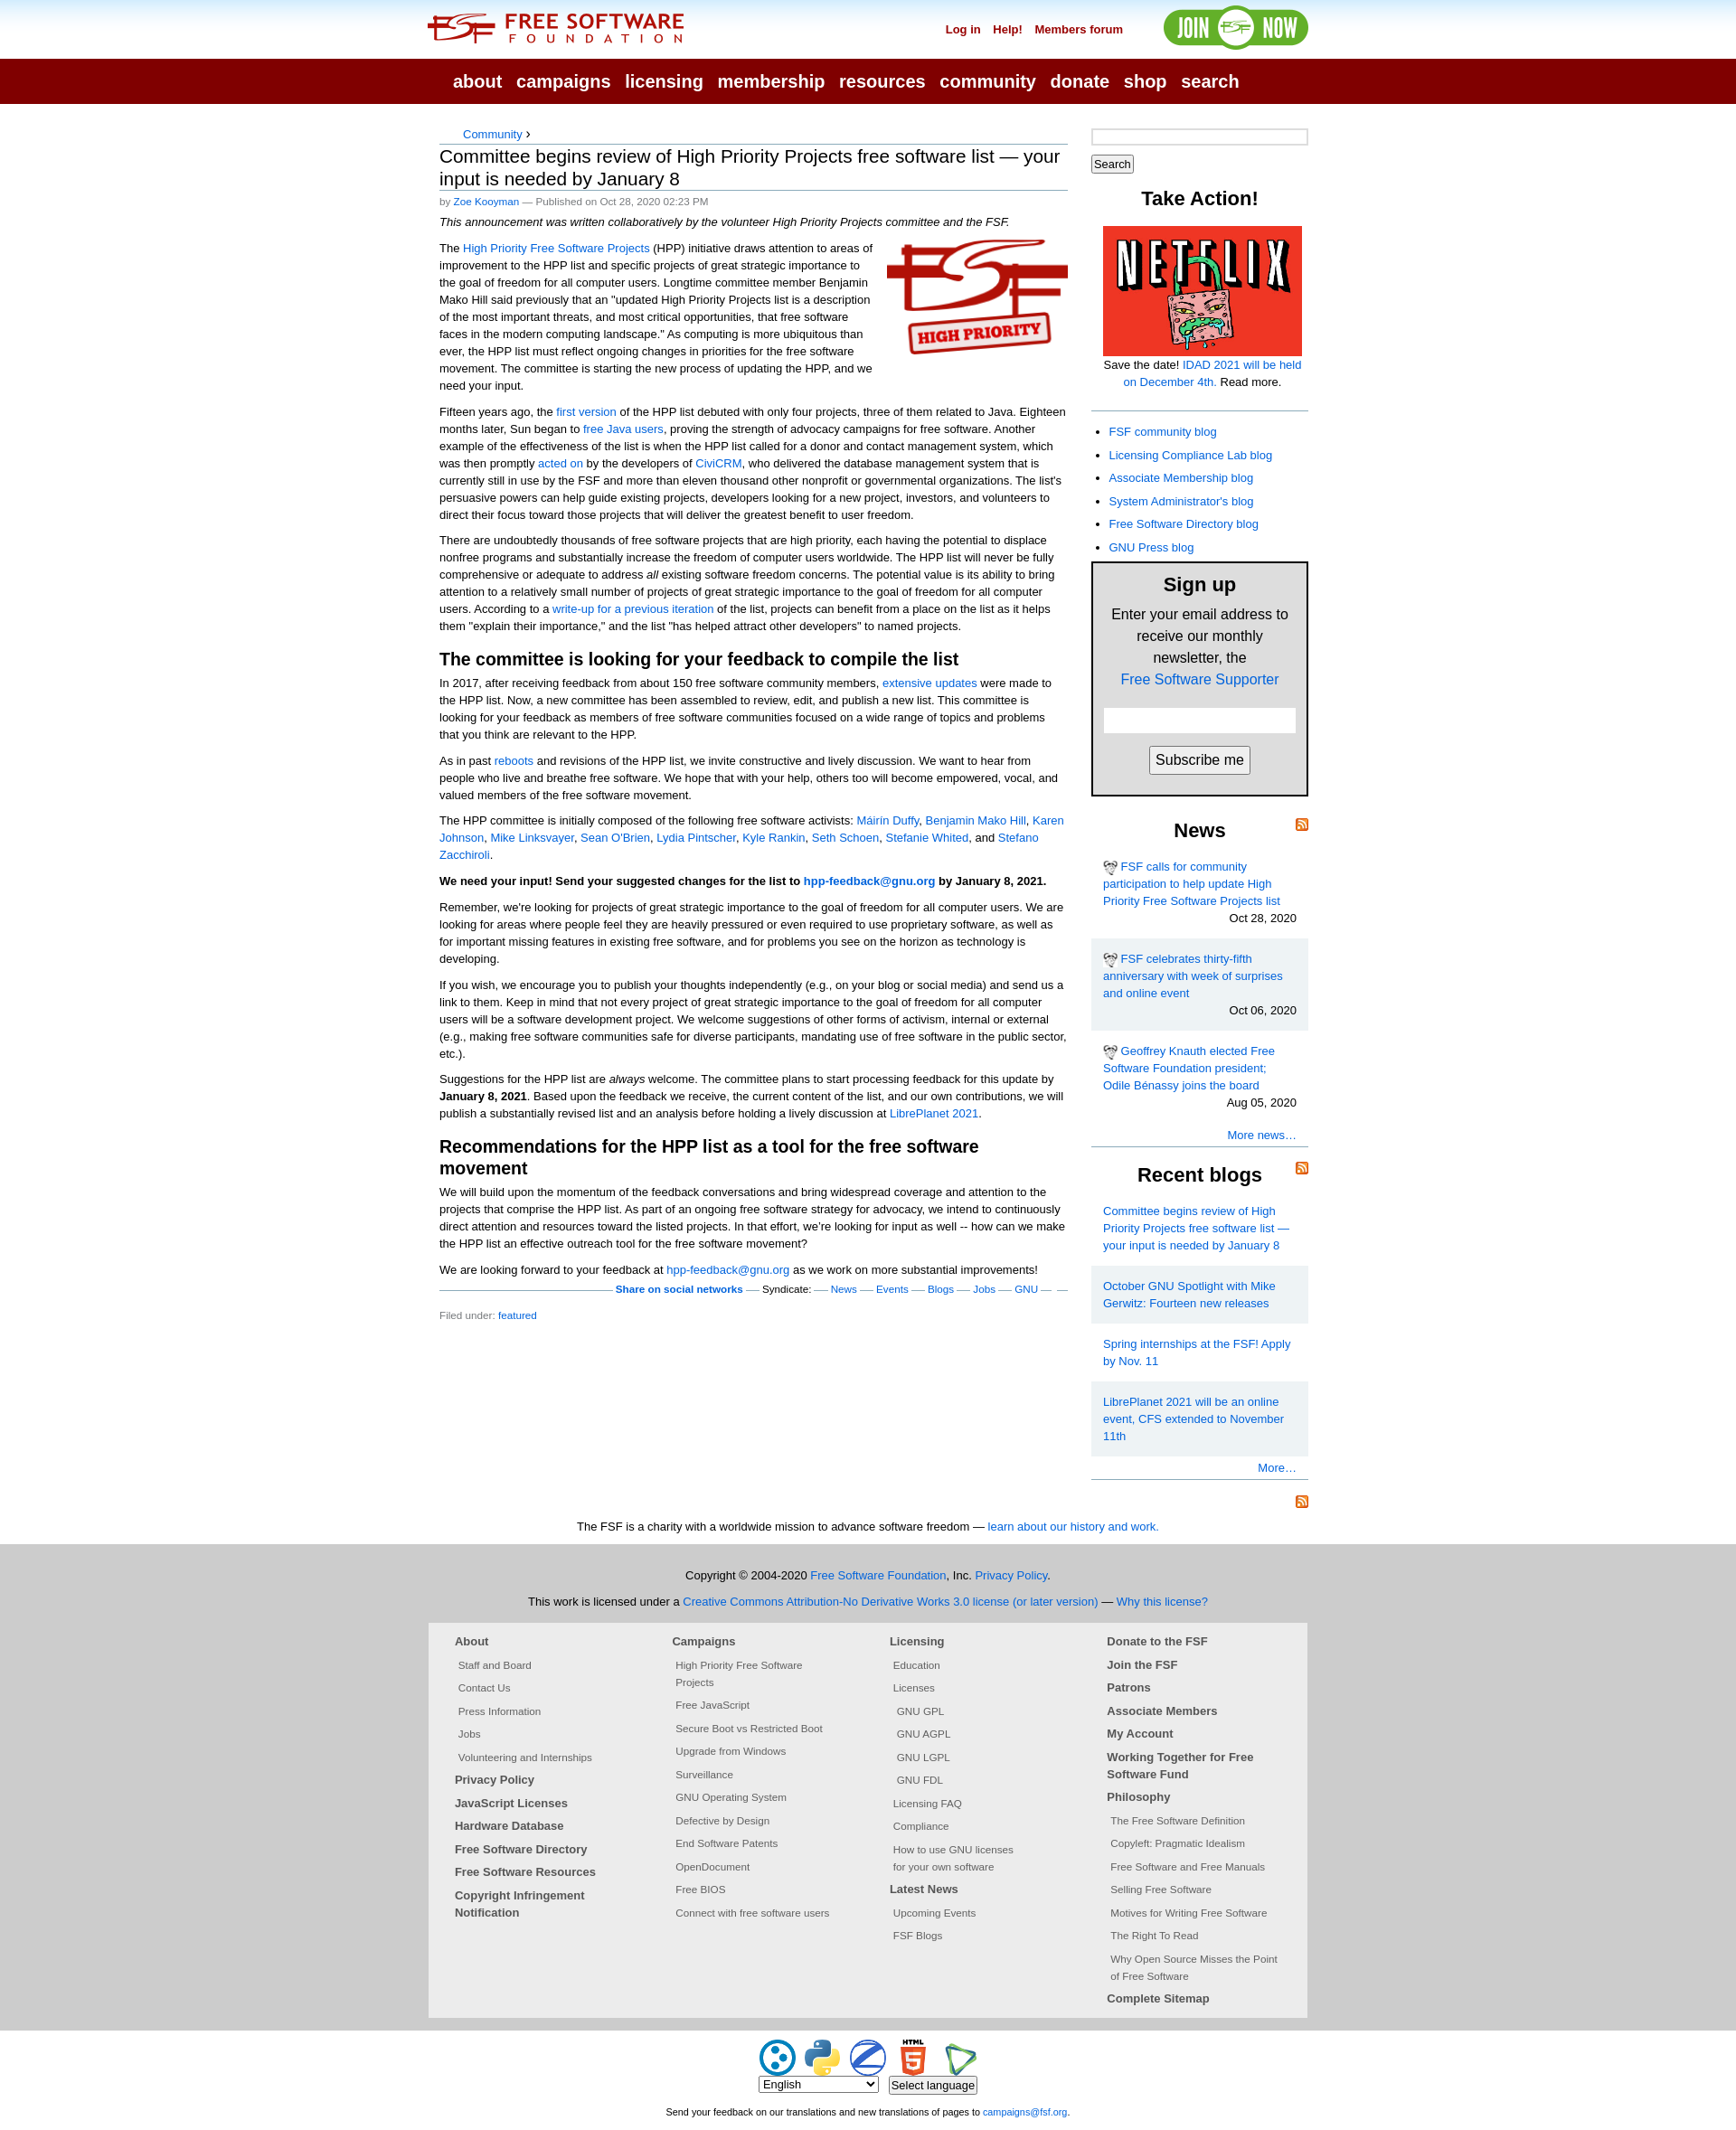 FREE SOFTWARE
FOUNDATION
Log in Help! Members forum
JOIN NOW
about campaigns licensing membership resources community donate shop search
Community ›
Committee begins review of High Priority Projects free software list — your
input is needed by January 8
by Zoe Kooyman — Published on Oct 28, 2020 02:23 PM
This announcement was written collaboratively by the volunteer High Priority Projects committee and the FSF.
The High Priority Free Software Projects (HPP) initiative draws attention to areas of
improvement to the HPP list and specific projects of great strategic importance to
the goal of freedom for all computer users. Longtime committee member Benjamin
Mako Hill said previously that an "updated High Priority Projects list is a description
of the most important threats, and most critical opportunities, that free software
faces in the modern computing landscape." As computing is more ubiquitous than
ever, the HPP list must reflect ongoing changes in priorities for the free software
movement. The committee is starting the new process of updating the HPP, and we
need your input.
HIGH PRIORITY
Fifteen years ago, the first version of the HPP list debuted with only four projects, three of them related to Java. Eighteen
months later, Sun began to free Java users, proving the strength of advocacy campaigns for free software. Another
example of the effectiveness of the list is when the HPP list called for a donor and contact management system, which
was then promptly acted on by the developers of CiviCRM, who delivered the database management system that is
currently still in use by the FSF and more than eleven thousand other nonprofit or governmental organizations. The list's
persuasive powers can help guide existing projects, developers looking for a new project, investors, and volunteers to
direct their focus toward those projects that will deliver the greatest benefit to user freedom.
There are undoubtedly thousands of free software projects that are high priority, each having the potential to displace
nonfree programs and substantially increase the freedom of computer users worldwide. The HPP list will never be fully
comprehensive or adequate to address all existing software freedom concerns. The potential value is its ability to bring
attention to a relatively small number of projects of great strategic importance to the goal of freedom for all computer
users. According to a write-up for a previous iteration of the list, projects can benefit from a place on the list as it helps
them "explain their importance," and the list "has helped attract other developers" to named projects.
The committee is looking for your feedback to compile the list
In 2017, after receiving feedback from about 150 free software community members, extensive updates were made to
the HPP list. Now, a new committee has been assembled to review, edit, and publish a new list. This committee is
looking for your feedback as members of free software communities focused on a wide range of topics and problems
that you think are relevant to the HPP.
As in past reboots and revisions of the HPP list, we invite constructive and lively discussion. We want to hear from
people who live and breathe free software. We hope that with your help, others too will become empowered, vocal, and
valued members of the free software movement.
The HPP committee is initially composed of the following free software activists: Máirín Duffy, Benjamin Mako Hill, Karen
Johnson, Mike Linksvayer, Sean O'Brien, Lydia Pintscher, Kyle Rankin, Seth Schoen, Stefanie Whited, and Stefano
Zacchiroli.
We need your input! Send your suggested changes for the list to hpp-feedback@gnu.org by January 8, 2021.
Remember, we're looking for projects of great strategic importance to the goal of freedom for all computer users. We are
looking for areas where people feel they are heavily pressured or even required to use proprietary software, as well as
for important missing features in existing free software, and for problems you see on the horizon as technology is
developing.
If you wish, we encourage you to publish your thoughts independently (e.g., on your blog or social media) and send us a
link to them. Keep in mind that not every project of great strategic importance to the goal of freedom for all computer
users will be a software development project. We welcome suggestions of other forms of activism, internal or external
(e.g., making free software communities safe for diverse participants, mandating use of free software in the public sector,
etc.).
Suggestions for the HPP list are always welcome. The committee plans to start processing feedback for this update by
January 8, 2021. Based upon the feedback we receive, the current content of the list, and our own contributions, we will
publish a substantially revised list and an analysis before holding a lively discussion at LibrePlanet 2021.
Recommendations for the HPP list as a tool for the free software
movement
We will build upon the momentum of the feedback conversations and bring widespread coverage and attention to the
projects that comprise the HPP list. As part of an ongoing free software strategy for advocacy, we intend to continuously
direct attention and resources toward the listed projects. In that effort, we're looking for input as well -- how can we make
the HPP list an effective outreach tool for the free software movement?
We are looking forward to your feedback at hpp-feedback@gnu.org as we work on more substantial improvements!
Share on social networks — Syndicate: — News — Events — Blogs — Jobs — GNU — —
Filed under: featured
Search
Take Action!
NETFLIX
Save the date! IDAD 2021 will be held
on December 4th. Read more.
• FSF community blog
• Licensing Compliance Lab blog
• Associate Membership blog
• System Administrator's blog
• Free Software Directory blog
• GNU Press blog
Sign up
Enter your email address to
receive our monthly
newsletter, the
Free Software Supporter
Subscribe me
News
FSF calls for community
participation to help update High
Priority Free Software Projects list
Oct 28, 2020
FSF celebrates thirty-fifth
anniversary with week of surprises
and online event
Oct 06, 2020
Geoffrey Knauth elected Free
Software Foundation president;
Odile Bénassy joins the board
Aug 05, 2020
More news…
Recent blogs
Committee begins review of High
Priority Projects free software list —
your input is needed by January 8
October GNU Spotlight with Mike
Gerwitz: Fourteen new releases
Spring internships at the FSF! Apply
by Nov. 11
LibrePlanet 2021 will be an online
event, CFS extended to November
11th
More…
The FSF is a charity with a worldwide mission to advance software freedom — learn about our history and work.
Copyright © 2004-2020 Free Software Foundation, Inc. Privacy Policy.
This work is licensed under a Creative Commons Attribution-No Derivative Works 3.0 license (or later version) — Why this license?
About
Staff and Board
Contact Us
Press Information
Jobs
Volunteering and Internships
Privacy Policy
JavaScript Licenses
Hardware Database
Free Software Directory
Free Software Resources
Copyright Infringement
Notification
Campaigns
High Priority Free Software
Projects
Free JavaScript
Secure Boot vs Restricted Boot
Upgrade from Windows
Surveillance
GNU Operating System
Defective by Design
End Software Patents
OpenDocument
Free BIOS
Connect with free software users
Licensing
Education
Licenses
GNU GPL
GNU AGPL
GNU LGPL
GNU FDL
Licensing FAQ
Compliance
How to use GNU licenses
for your own software
Latest News
Upcoming Events
FSF Blogs
Donate to the FSF
Join the FSF
Patrons
Associate Members
My Account
Working Together for Free
Software Fund
Philosophy
The Free Software Definition
Copyleft: Pragmatic Idealism
Free Software and Free Manuals
Selling Free Software
Motives for Writing Free Software
The Right To Read
Why Open Source Misses the Point
of Free Software
Complete Sitemap
HTML
5
English Select language
Send your feedback on our translations and new translations of pages to campaigns@fsf.org.